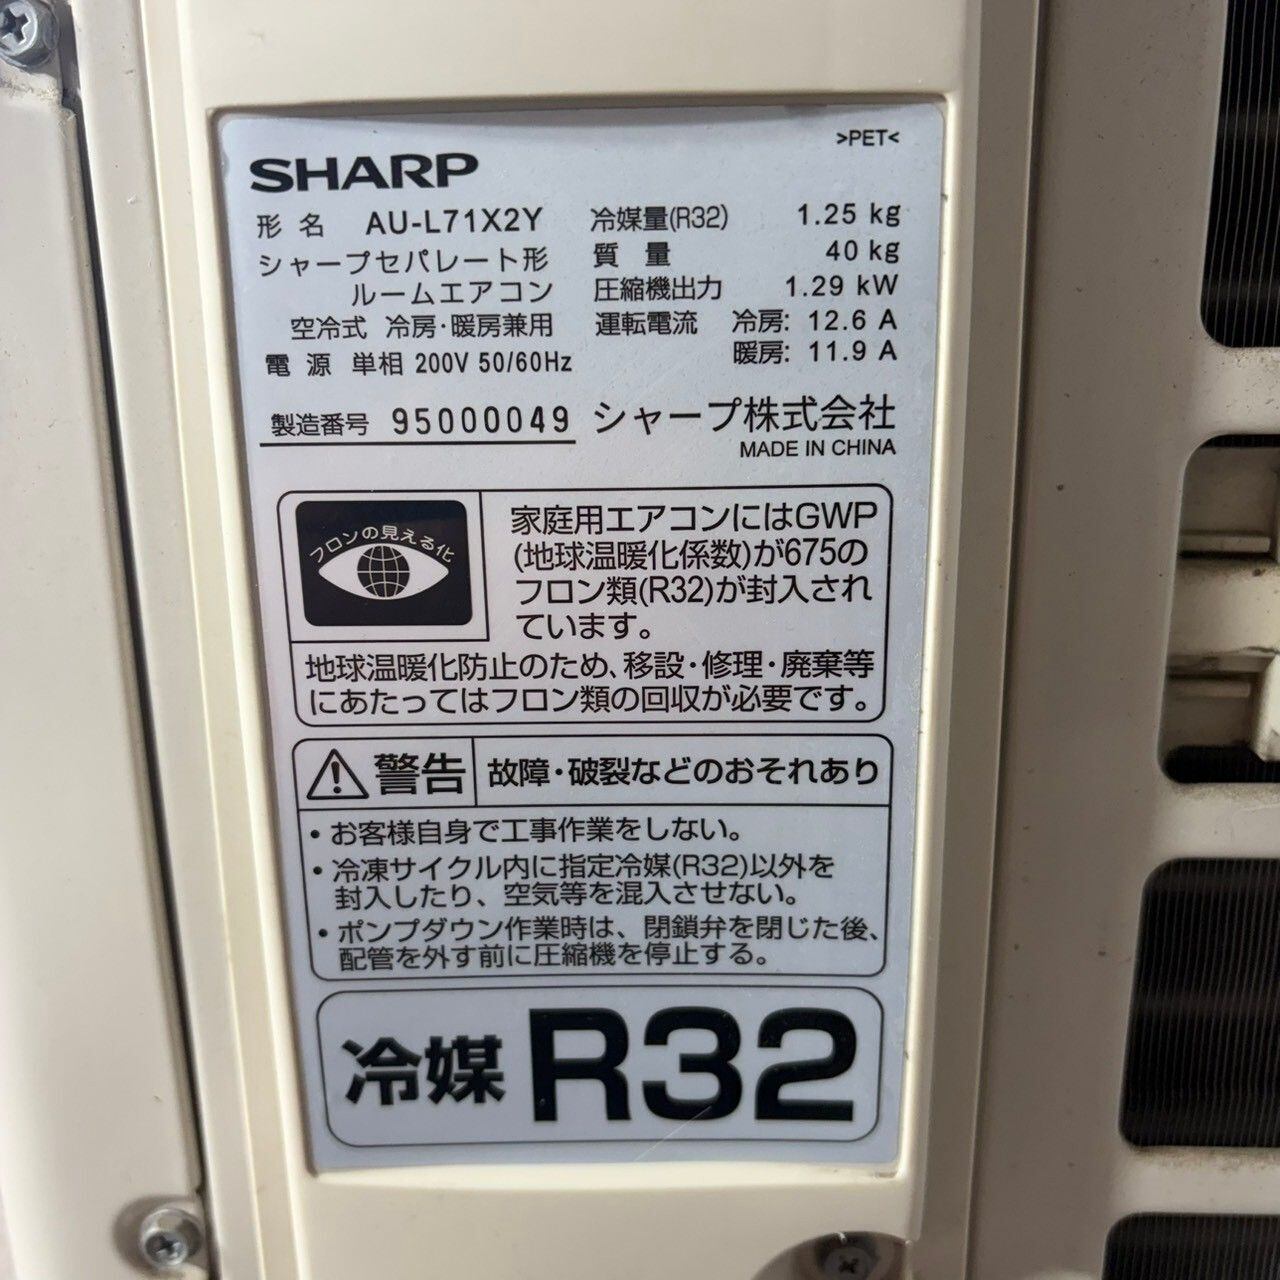 >PET<
SHARP
形名 AU-L71X2Y
シャープセパレート形
ルームエアコン
空冷式 冷房・暖房兼用
電源 単相 200V 50/60Hz
製造番号 95000049
冷媒量(R32) 1.25 kg
質量 40 kg
圧縮機出力 1.29 kW
運転電流 冷房: 12.6 A
暖房: 11.9 A
シャープ株式会社
MADE IN CHINA
フロンの見える化
家庭用エアコンにはGWP
(地球温暖化係数)が675の
フロン類(R32)が封入され
ています。
地球温暖化防止のため、移設・修理・廃棄等
にあたってはフロン類の回収が必要です。
警告 故障・破裂などのおそれあり
・お客様自身で工事作業をしない。
・冷凍サイクル内に指定冷媒(R32)以外を
封入したり、空気等を混入させない。
・ポンプダウン作業時は、閉鎖弁を閉じた後、
配管を外す前に圧縮機を停止する。
冷媒 R32